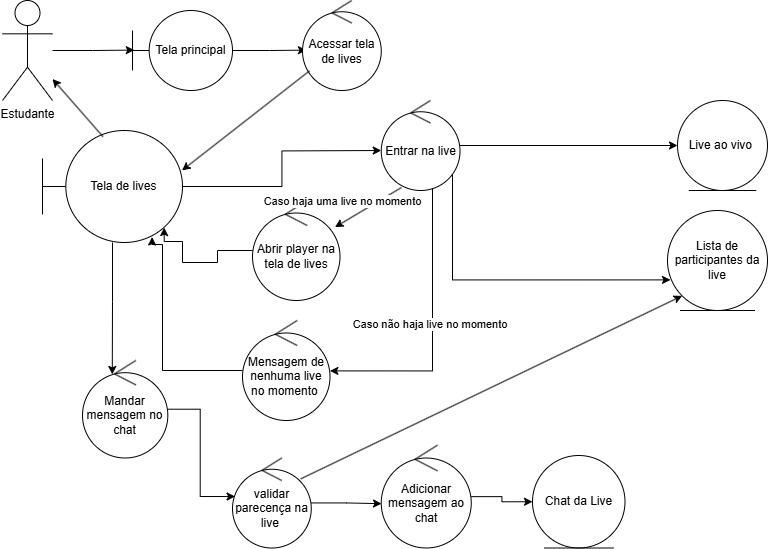 Estudante
Tela principal
Acessar tela
de lives
Tela de lives
Entrar na live
Live ao vivo
Caso haja uma live no momento
Abrir player na
tela de lives
Lista de
participantes da
live
Caso não haja live no momento
Mensagem de
nenhuma live
no momento
Mandar
mensagem no
chat
validar
parecença na
live
Adicionar
mensagem ao
chat
Chat da Live